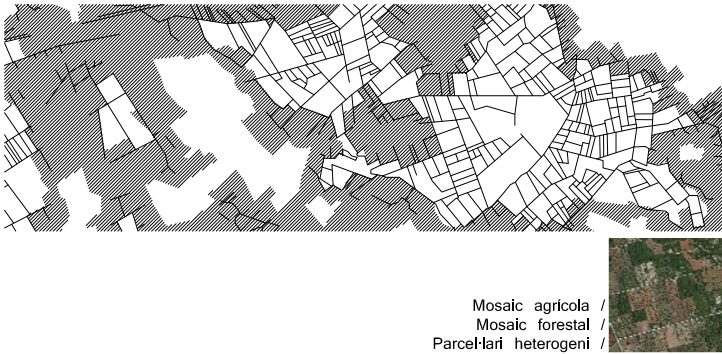 Mosaic agrícola /
Mosaic forestal /
Parcel·lari heterogeni /